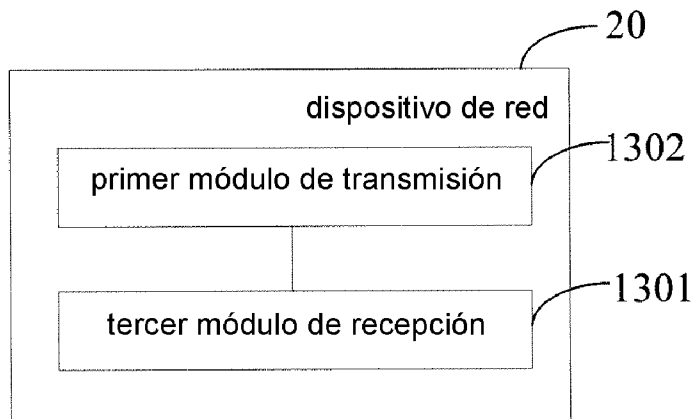 20
dispositivo de red
1302
primer módulo de transmisión
1301
tercer módulo de recepción